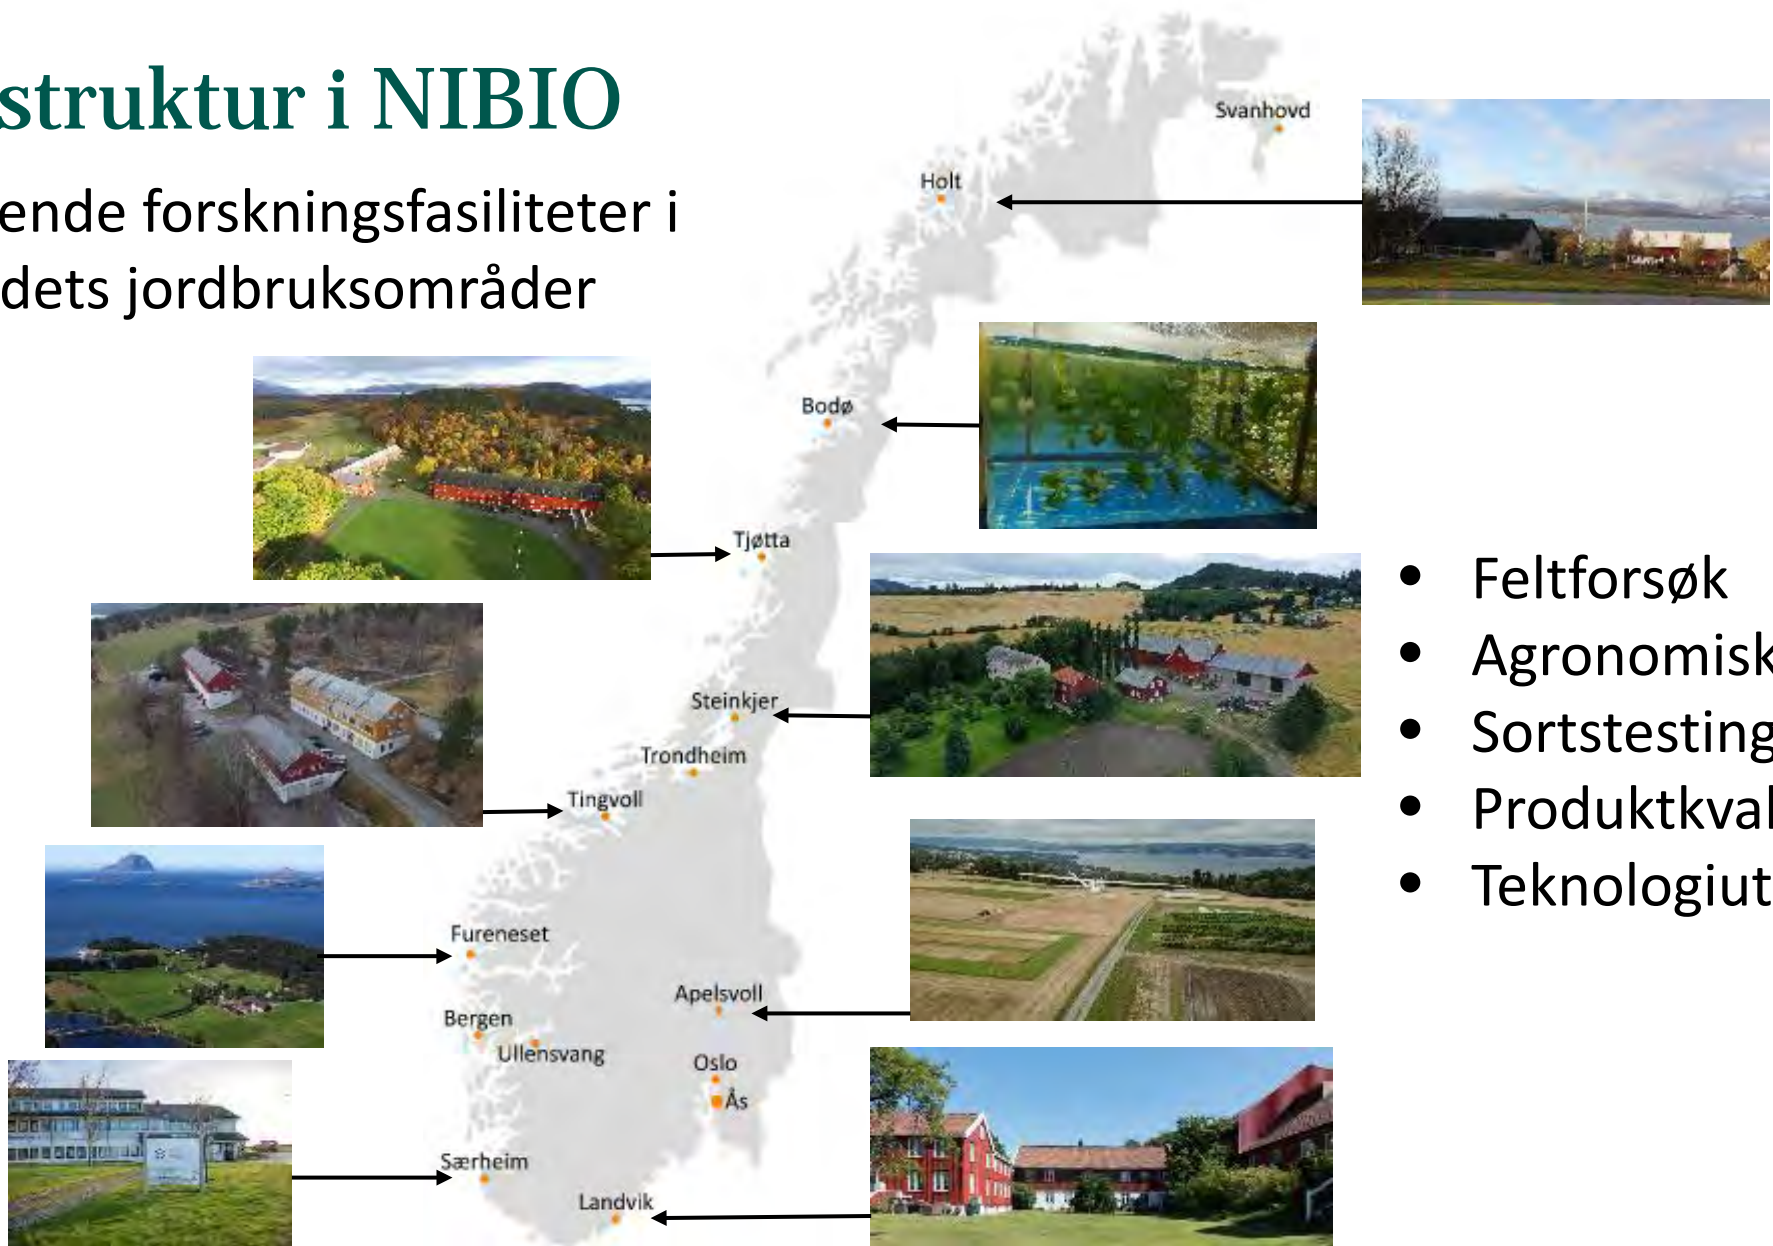 struktur i NIBIO
ende forskningsfasiliteter i
dets jordbruksområder
Svanhovd
Holt
Bodø
Tjøtta
Steinkjer
Trondheim
Tingvoll
Fureneset
Apelsvoll
Bergen
Ullensvang
Oslo
Ås
Særheim
Landvik
• Feltforsøk
• Agronomisk
• Sortstesting
• Produktkval
• Teknologiut